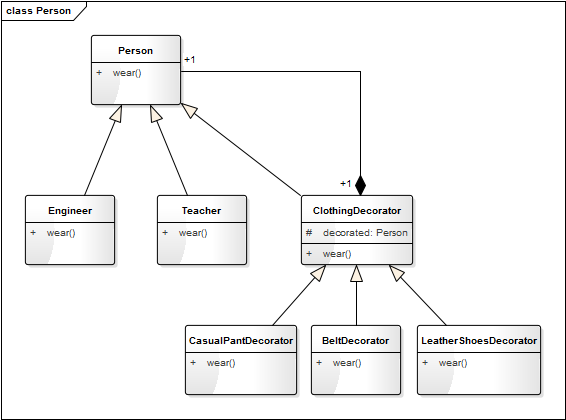 class Person
Person
+ wear()
+1
+1
Engineer
+ wear()
Teacher
+ wear()
ClothingDecorator
# decorated: Person
+ wear()
CasualPantDecorator
+ wear()
BeltDecorator
+ wear()
LeatherShoesDecorator
+ wear()